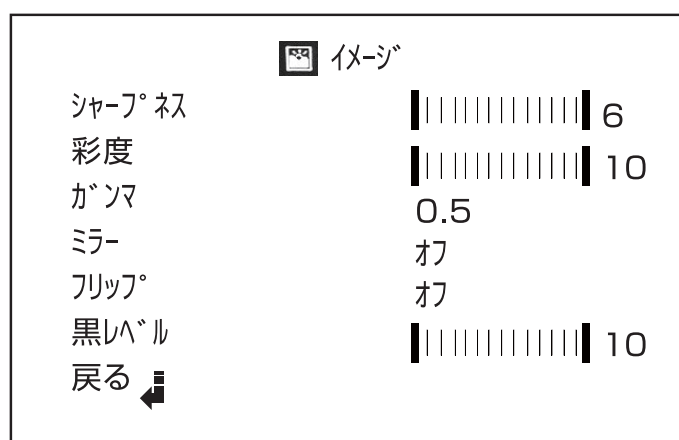 イメージ
シャープネス 6
彩度 10
ガンマ 0.5
ミラー オフ
フリップ オフ
黒レベル 10
戻る